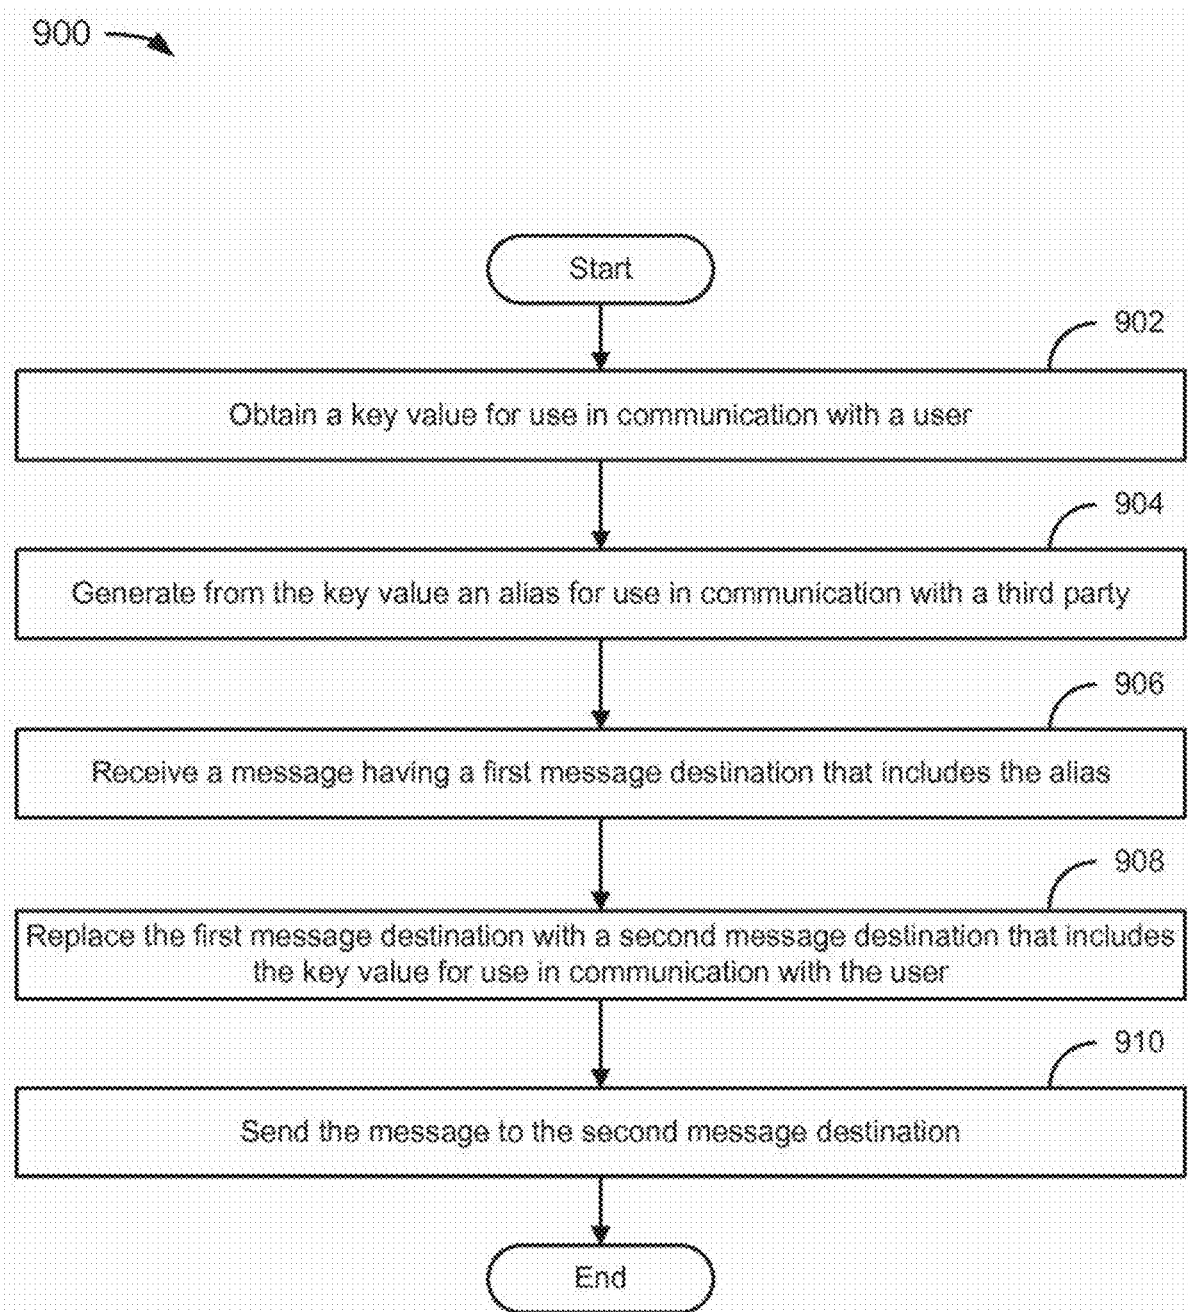 900
Start
902
Obtain a key value for use in communication with a user
904
Generate from the key value an alias for use in communication with a third party
906
Receive a message having a first message destination that includes the alias
908
Replace the first message destination with a second message destination that includes
the key value for use in communication with the user
910
Send the message to the second message destination
End